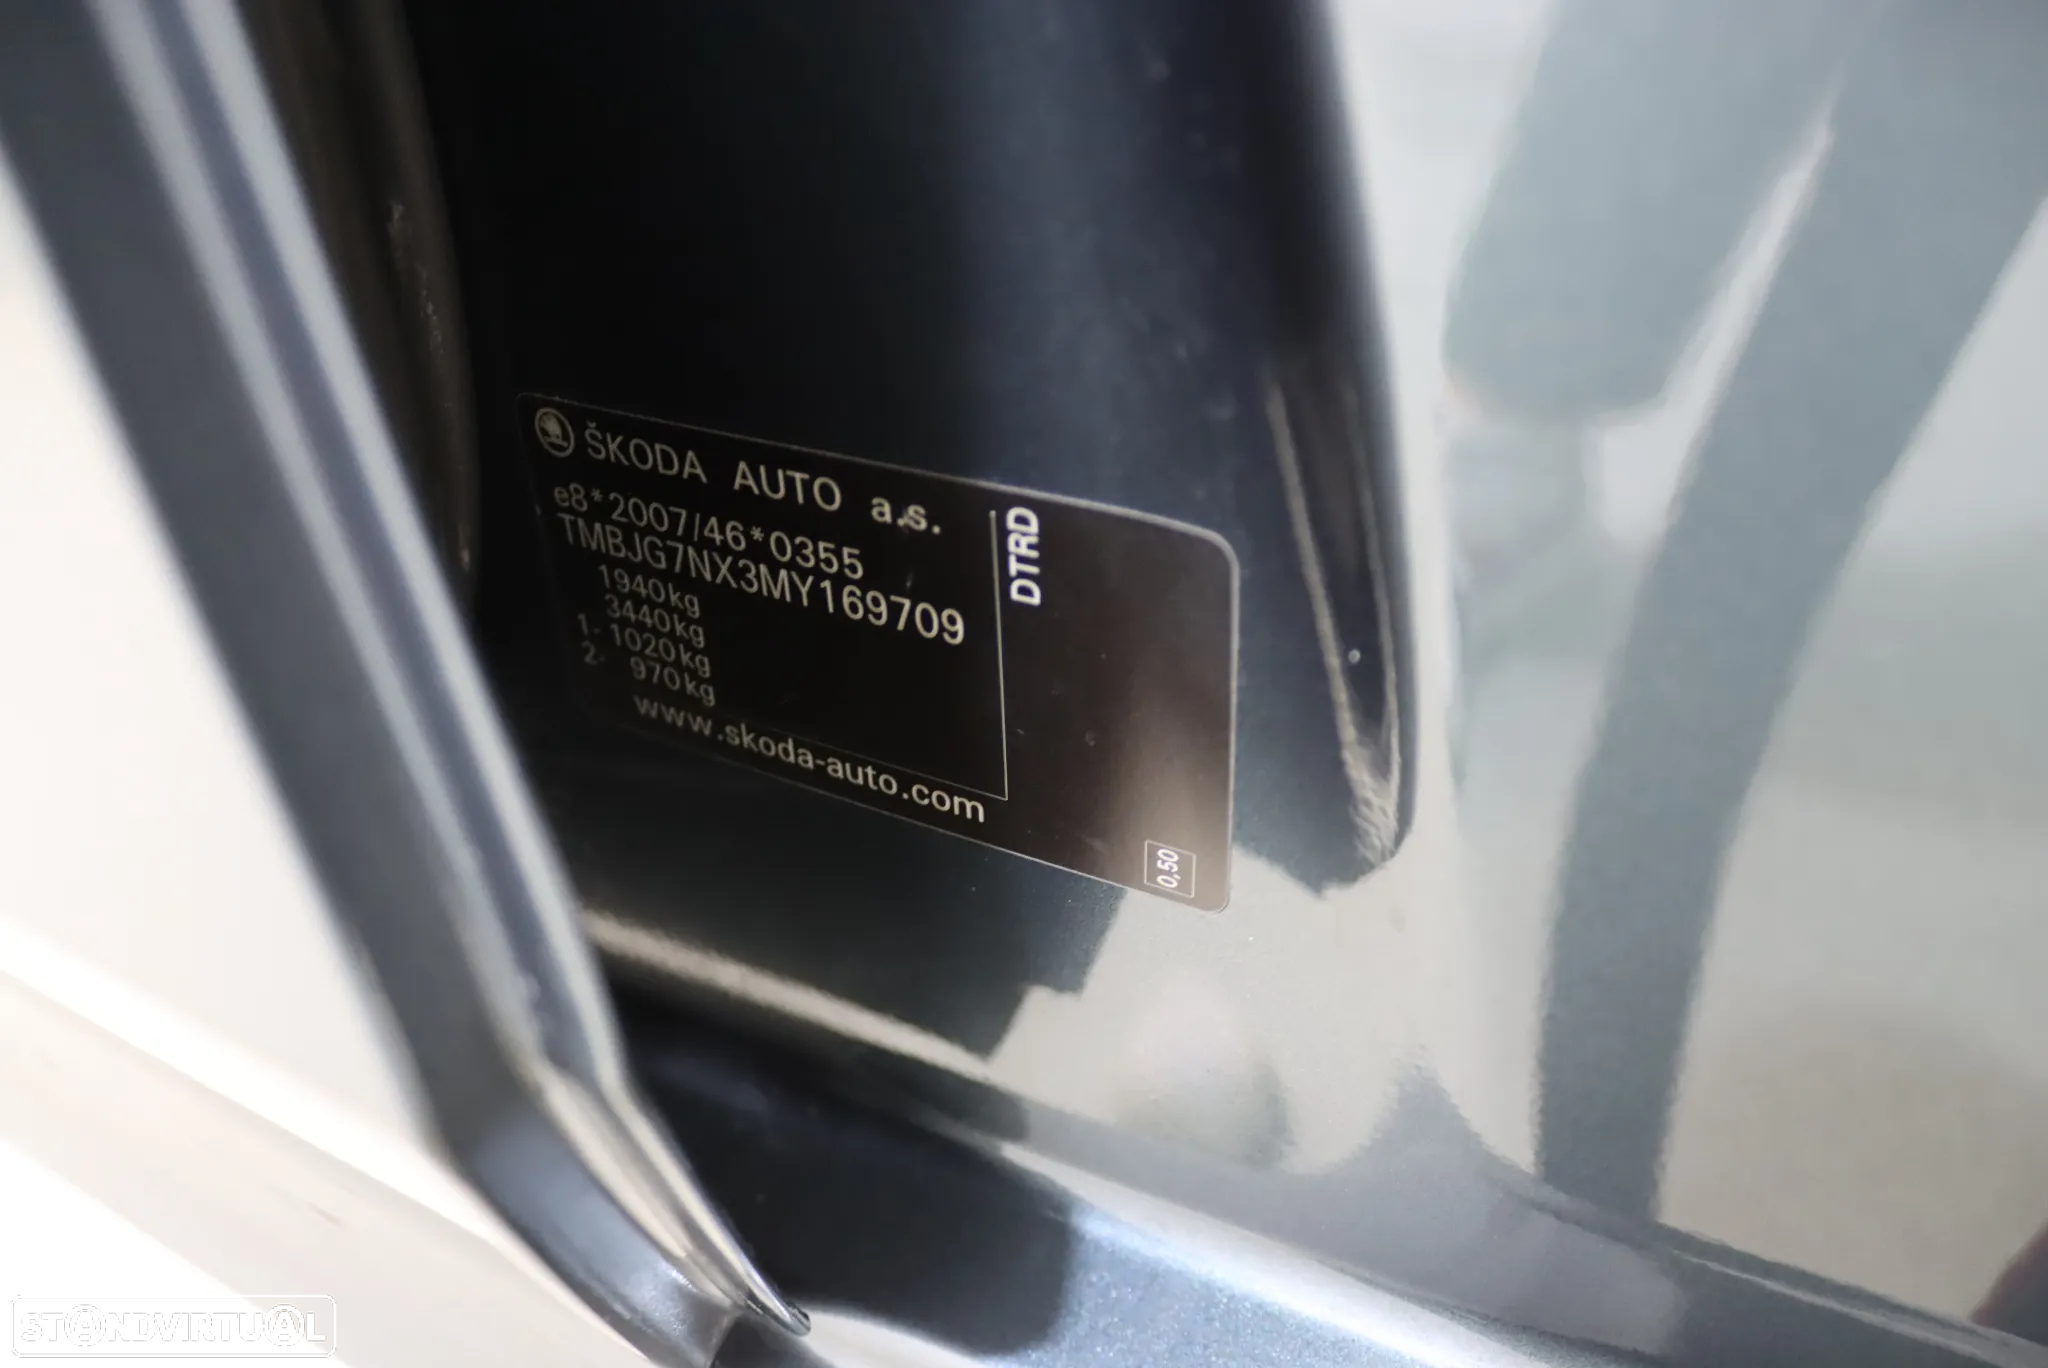 ŠKODA AUTO a.s.
e8*2007/46*0355
TMBJG7NX3MY169709
1940kg
3440kg
1- 1020kg
2- 970kg
www.skoda-auto.com
DTRD
0,50
STANDVIRTUAL